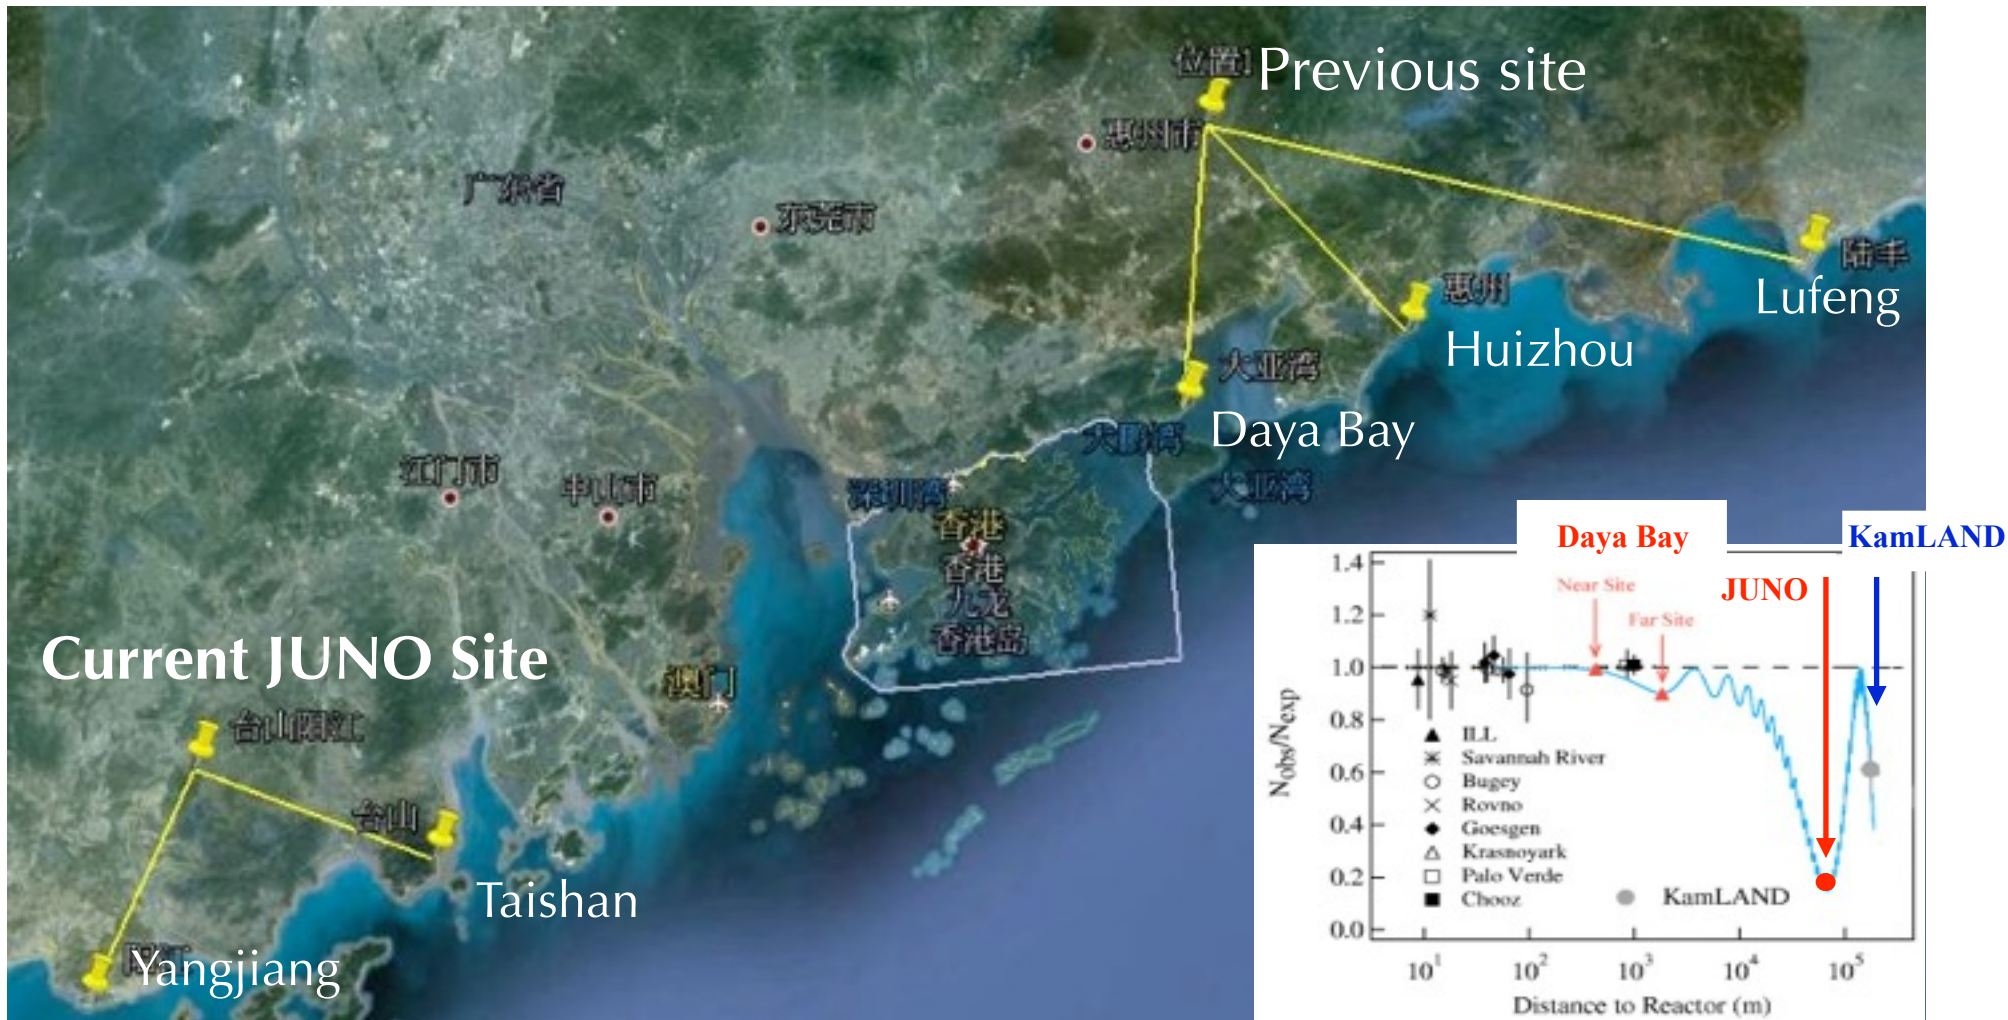 位置1
Previous site
惠州市
广东省
东莞市
陆丰
Lufeng
惠州
Huizhou
大亚湾
Daya Bay
大鹏湾
大亚湾
江门市
中山市
深圳湾
香港
香港
九龙
香港岛
Current JUNO Site
澳门
台山阳江
台山
Taishan
Yangjiang
Daya Bay
KamLAND
JUNO
Near Site
Far Site
1.4
1.2
1.0
0.8
0.6
0.4
0.2
0.0
Nobs/Nexp
ILL
Savannah River
Bugey
Rovno
Goesgen
Krasnoyark
Palo Verde
Chooz
KamLAND
10¹
10²
10³
10⁴
10⁵
Distance to Reactor (m)